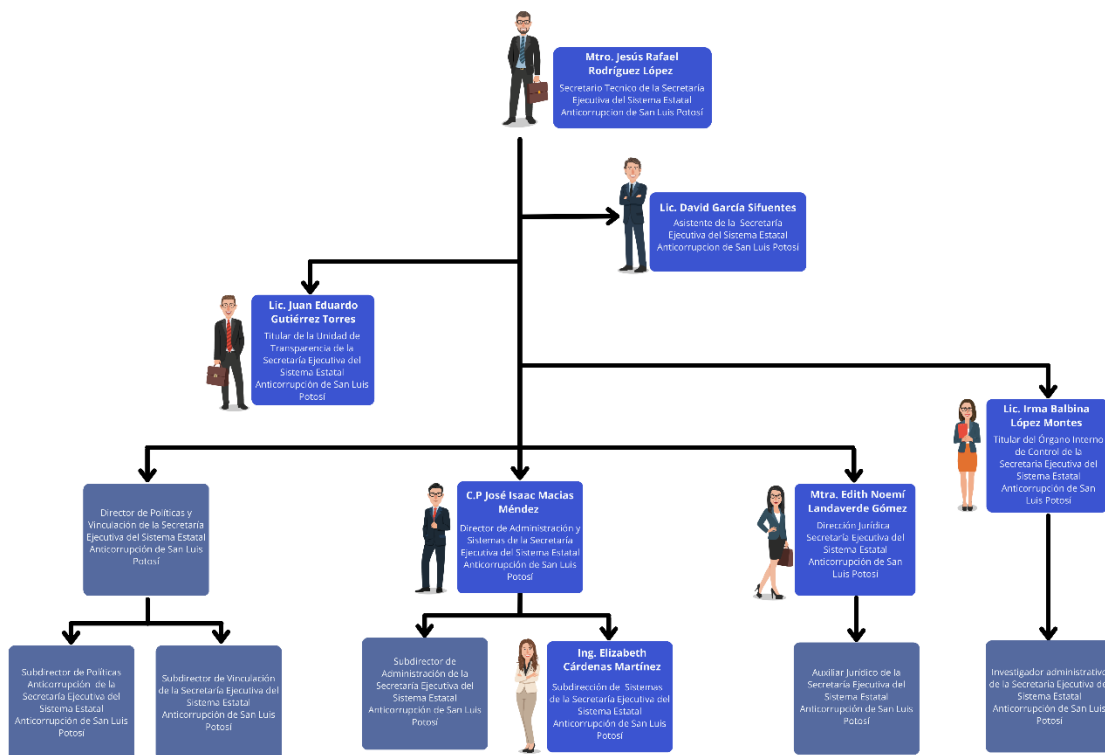 Mtro. Jesús Rafael
Rodríguez López
Secretario Tecnico de la Secretaría
Ejecutiva del Sistema Estatal
Anticorrupcion de San Luis Potosí
Lic. David García Sifuentes
Asistente de la Secretaría
Ejecutiva del Sistema Estatal
Anticorrupcion de San Luis Potosí
Lic. Juan Eduardo
Gutiérrez Torres
Titular de la Unidad de
Transparencia de la
Secretaría Ejecutiva del
Sistema Estatal
Anticorrupción de San Luis
Potosí
Lic. Irma Balbina
López Montes
Titular del Órgano Interno
de Control de la
Secretaría Ejecutiva del
Sistema Estatal
Anticorrupción de San
Luis Potosí
Director de Políticas y
Vinculación de la Secretaría
Ejecutiva del Sistema Estatal
Anticorrupción de San Luis
Potosí
C.P José Isaac Macias
Méndez
Director de Administración y
Sistemas de la Secretaría
Ejecutiva del Sistema Estatal
Anticorrupción de San Luis
Potosí
Mtra. Edith Noemí
Landaverde Gómez
Dirección Jurídica
Secretaría Ejecutiva del
Sistema Estatal
Anticorrupción de San
Luis Potosí
Subdirector de Políticas
Anticorrupción de la
Secretaría Ejecutiva del
Sistema Estatal
Anticorrupción de San Luis
Potosí
Subdirector de Vinculación
de la Secretaría Ejecutiva del
Sistema Estatal
Anticorrupción de San Luis
Potosí
Subdirector de
Administración de la
Secretaría Ejecutiva del
Sistema Estatal
Anticorrupción de San Luis
Potosí
Ing. Elizabeth
Cárdenas Martínez
Subdirección de Sistemas
de la Secretaría Ejecutiva del
Sistema Estatal
Anticorrupción de San Luis
Potosí
Auxiliar Jurídico de la
Secretaría Ejecutiva del
Sistema Estatal
Anticorrupción de San Luis
Potosí
Investigador administrativo
de la Secretaría Ejecutiva del
Sistema Estatal
Anticorrupción de San Luis
Potosí